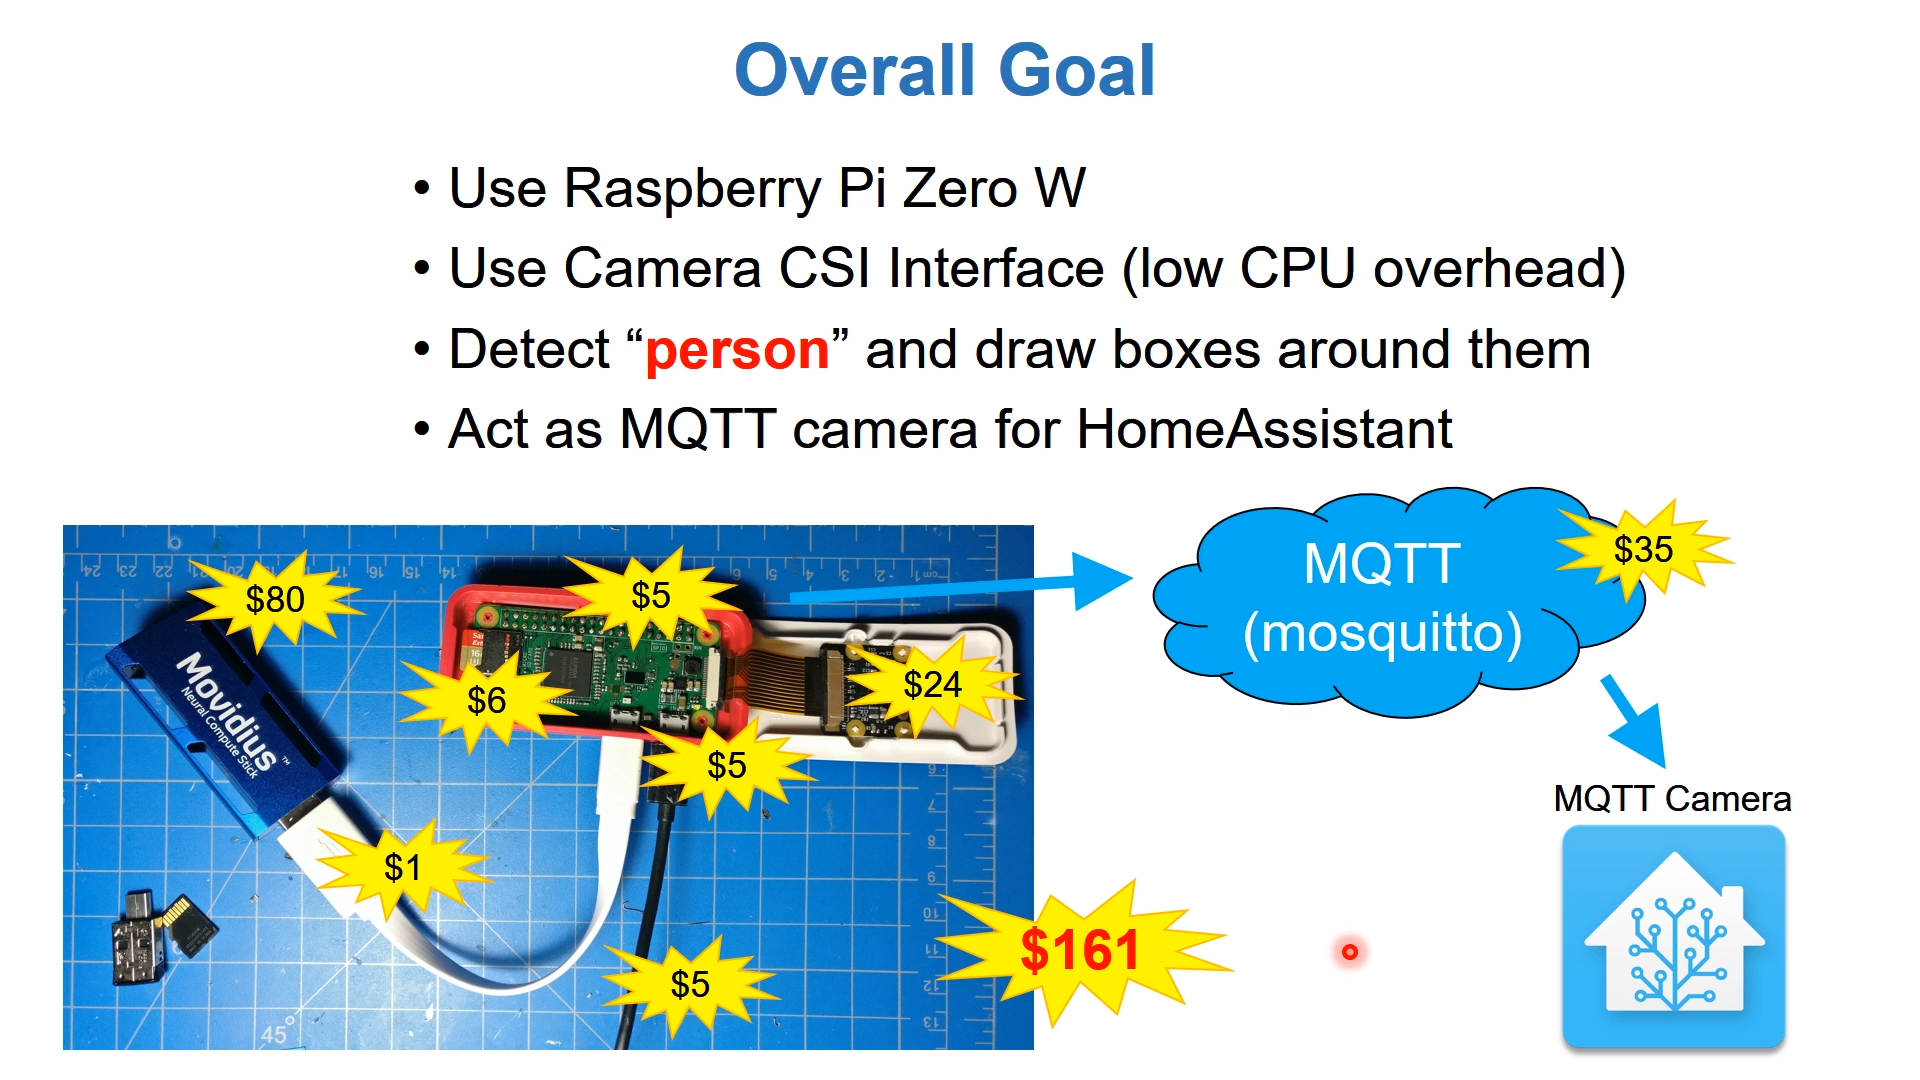 Overall Goal
• Use Raspberry Pi Zero W
• Use Camera CSI Interface (low CPU overhead)
• Detect “person” and draw boxes around them
• Act as MQTT camera for HomeAssistant
MQTT
(mosquitto)
$35
$80
$5
$6
$24
$5
$1
$5
$161
Movidius™
Neural Compute Stick
MQTT Camera
45°